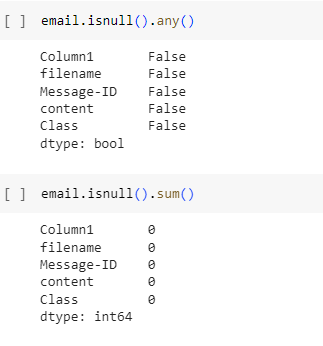 [ ] email.isnull().any()
Column1 False
filename False
Message-ID False
content False
Class False
dtype: bool
[ ] email.isnull().sum()
Column1 0
filename 0
Message-ID 0
content 0
Class 0
dtype: int64